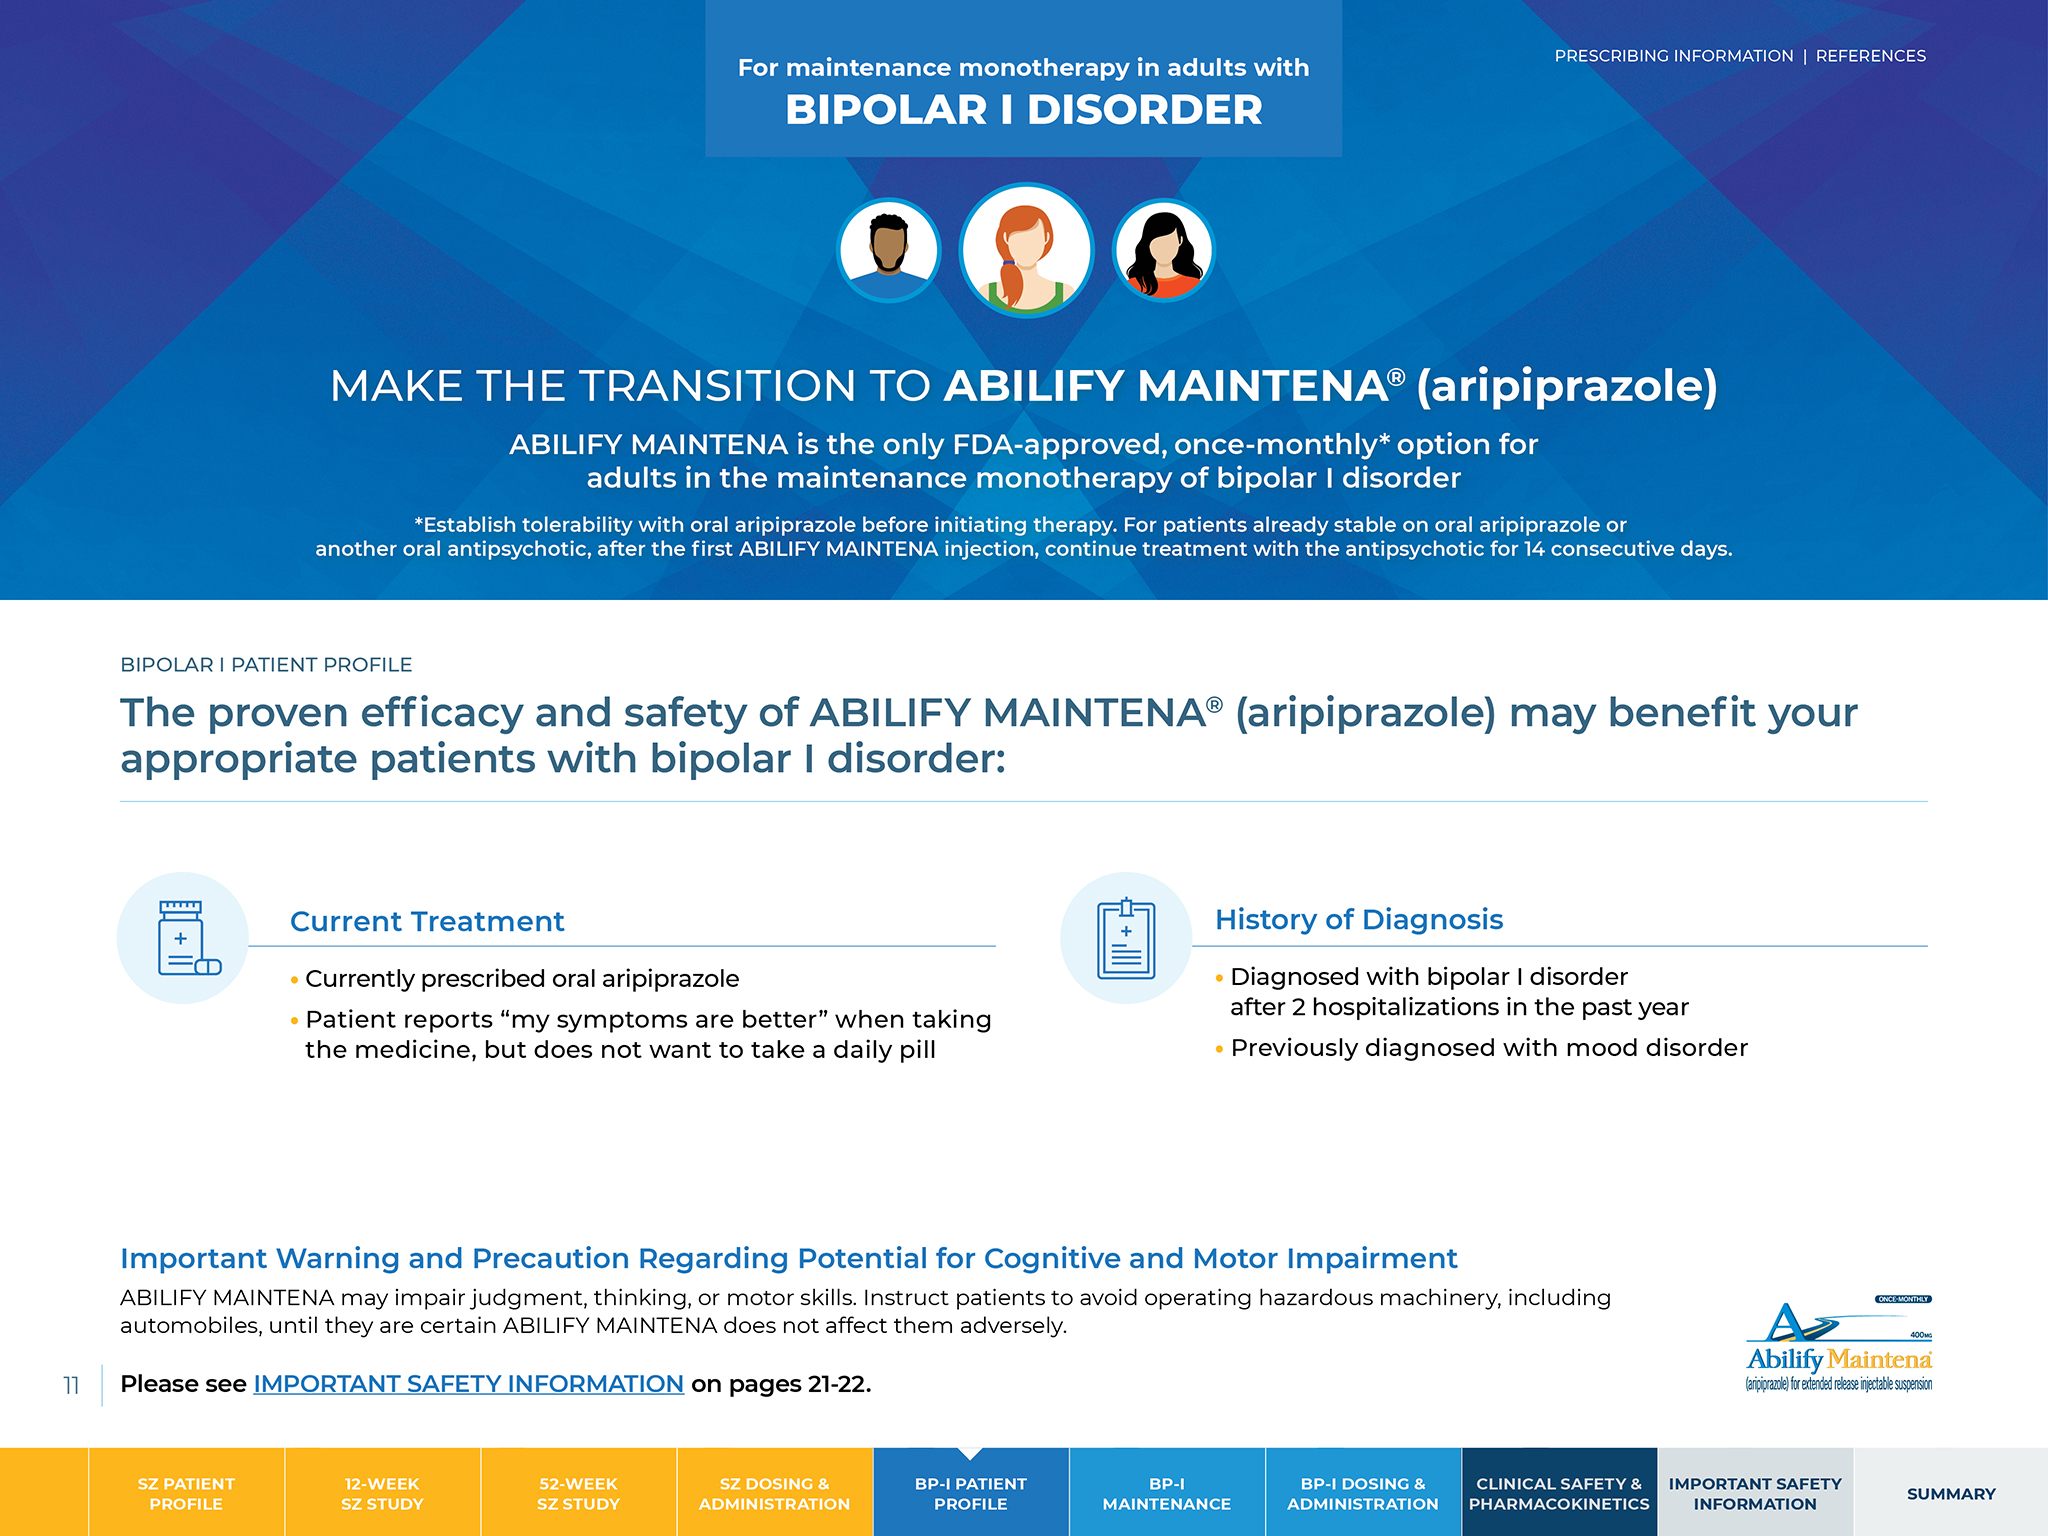 For maintenance monotherapy in adults with
BIPOLAR I DISORDER
PRESCRIBING INFORMATION | REFERENCES
MAKE THE TRANSITION TO ABILIFY MAINTENA® (aripiprazole)
ABILIFY MAINTENA is the only FDA-approved, once-monthly* option for
adults in the maintenance monotherapy of bipolar I disorder
*Establish tolerability with oral aripiprazole before initiating therapy. For patients already stable on oral aripiprazole or
another oral antipsychotic, after the first ABILIFY MAINTENA injection, continue treatment with the antipsychotic for 14 consecutive days.
BIPOLAR I PATIENT PROFILE
The proven efficacy and safety of ABILIFY MAINTENA® (aripiprazole) may benefit your
appropriate patients with bipolar I disorder:
Current Treatment
• Currently prescribed oral aripiprazole
• Patient reports “my symptoms are better” when taking
the medicine, but does not want to take a daily pill
History of Diagnosis
• Diagnosed with bipolar I disorder
after 2 hospitalizations in the past year
• Previously diagnosed with mood disorder
Important Warning and Precaution Regarding Potential for Cognitive and Motor Impairment
ABILIFY MAINTENA may impair judgment, thinking, or motor skills. Instruct patients to avoid operating hazardous machinery, including
automobiles, until they are certain ABILIFY MAINTENA does not affect them adversely.
ONCE-MONTHLY
400MG
Abilify Maintena®
(aripiprazole) for extended release injectable suspension
11
Please see IMPORTANT SAFETY INFORMATION on pages 21-22.
SZ PATIENT
PROFILE
12-WEEK
SZ STUDY
52-WEEK
SZ STUDY
SZ DOSING &
ADMINISTRATION
BP-I PATIENT
PROFILE
BP-I
MAINTENANCE
BP-I DOSING &
ADMINISTRATION
CLINICAL SAFETY &
PHARMACOKINETICS
IMPORTANT SAFETY
INFORMATION
SUMMARY